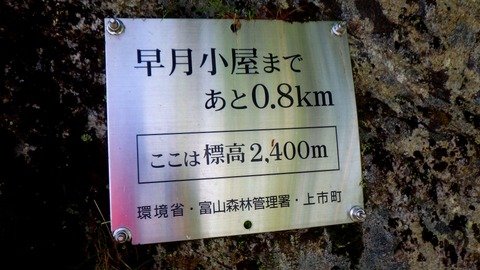 早月小屋まで
あと0.8km
ここは標高2,400m
環境省・富山森林管理署・上市町